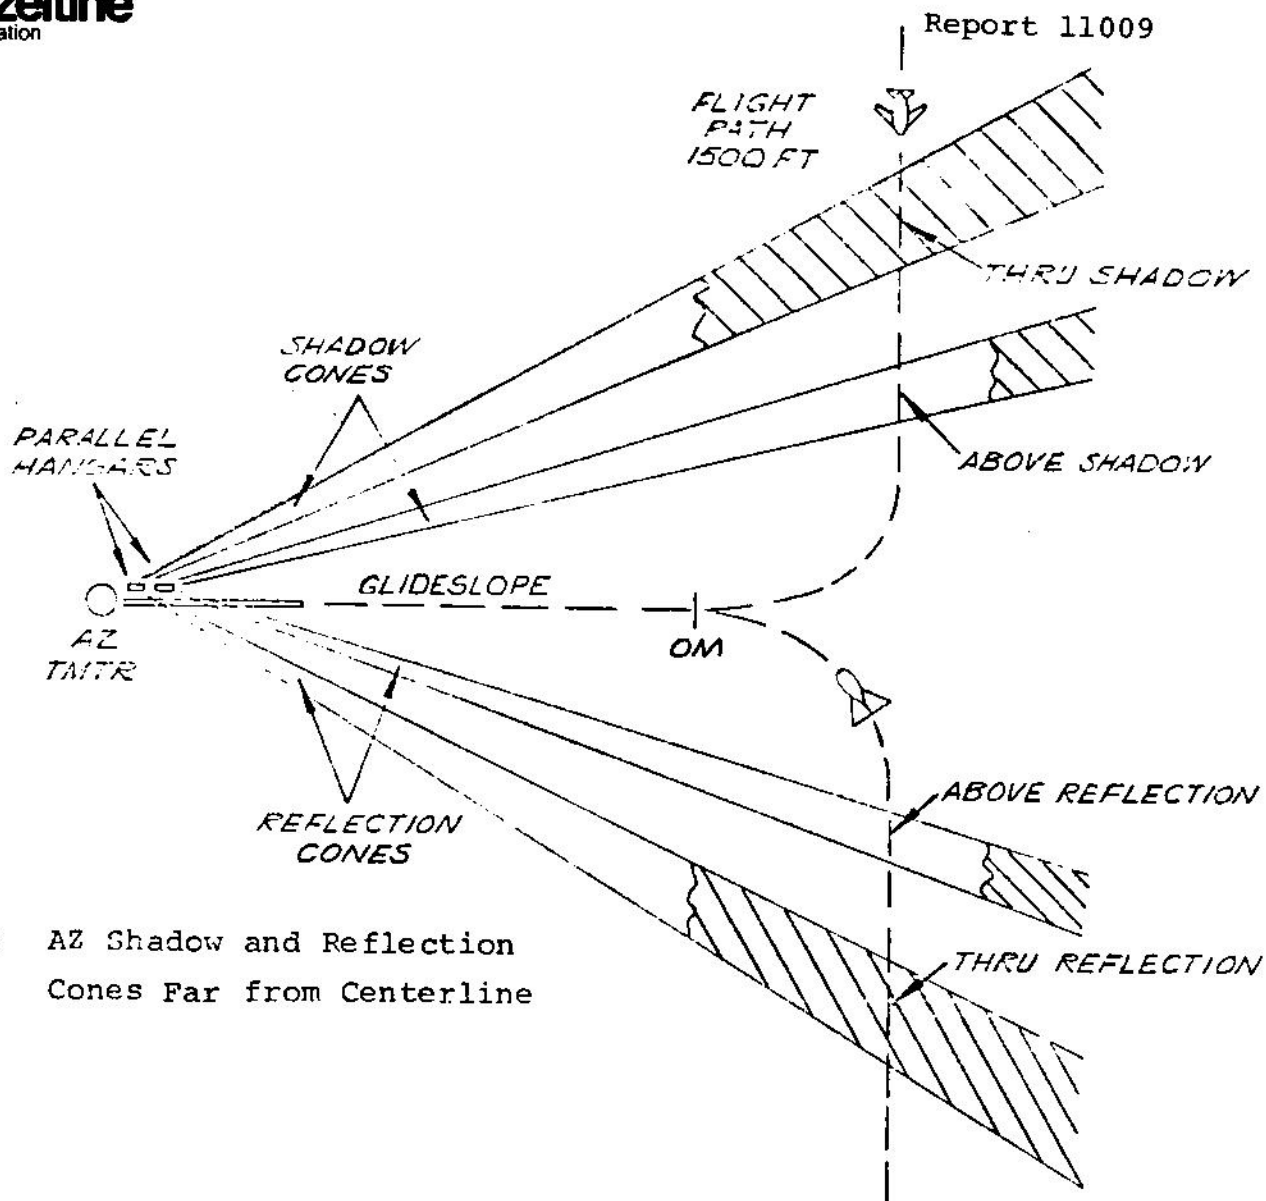 Report 11009
FLIGHT
PATH
1500 FT
THRU SHADOW
SHADOW
CONES
PARALLEL
HANGARS
ABOVE SHADOW
GLIDESLOPE
AZ
TMTR
OM
ABOVE REFLECTION
REFLECTION
CONES
AZ Shadow and Reflection
Cones Far from Centerline
THRU REFLECTION